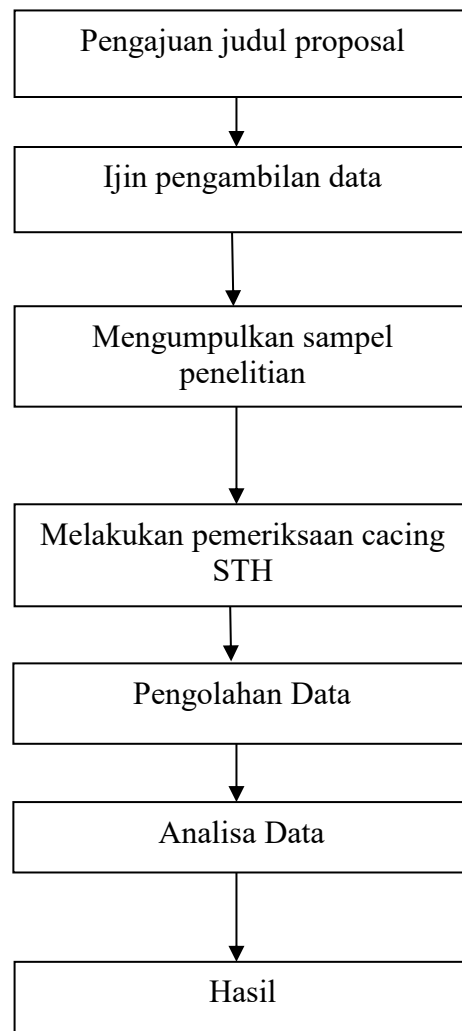 Pengajuan judul proposal
Ijin pengambilan data
Mengumpulkan sampel
penelitian
Melakukan pemeriksaan cacing
STH
Pengolahan Data
Analisa Data
Hasil